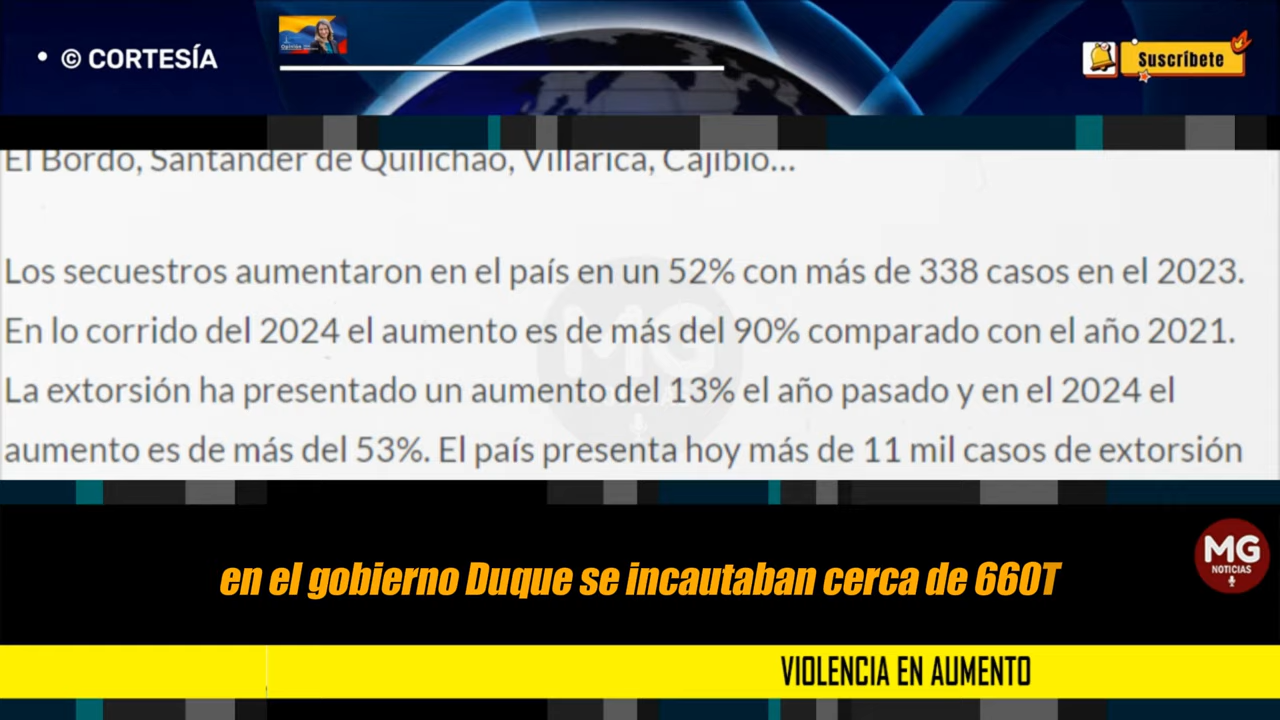 • © CORTESÍA
Opinión
Suscríbete
El Bordo, Santander de Quilichao, Villarica, Cajibío...
Los secuestros aumentaron en el país en un 52% con más de 338 casos en el 2023.
En lo corrido del 2024 el aumento es de más del 90% comparado con el año 2021.
La extorsión ha presentado un aumento del 13% el año pasado y en el 2024 el
aumento es de más del 53%. El país presenta hoy más de 11 mil casos de extorsión
MG
NOTICIAS
en el gobierno Duque se incautaban cerca de 660T
MG
NOTICIAS
VIOLENCIA EN AUMENTO